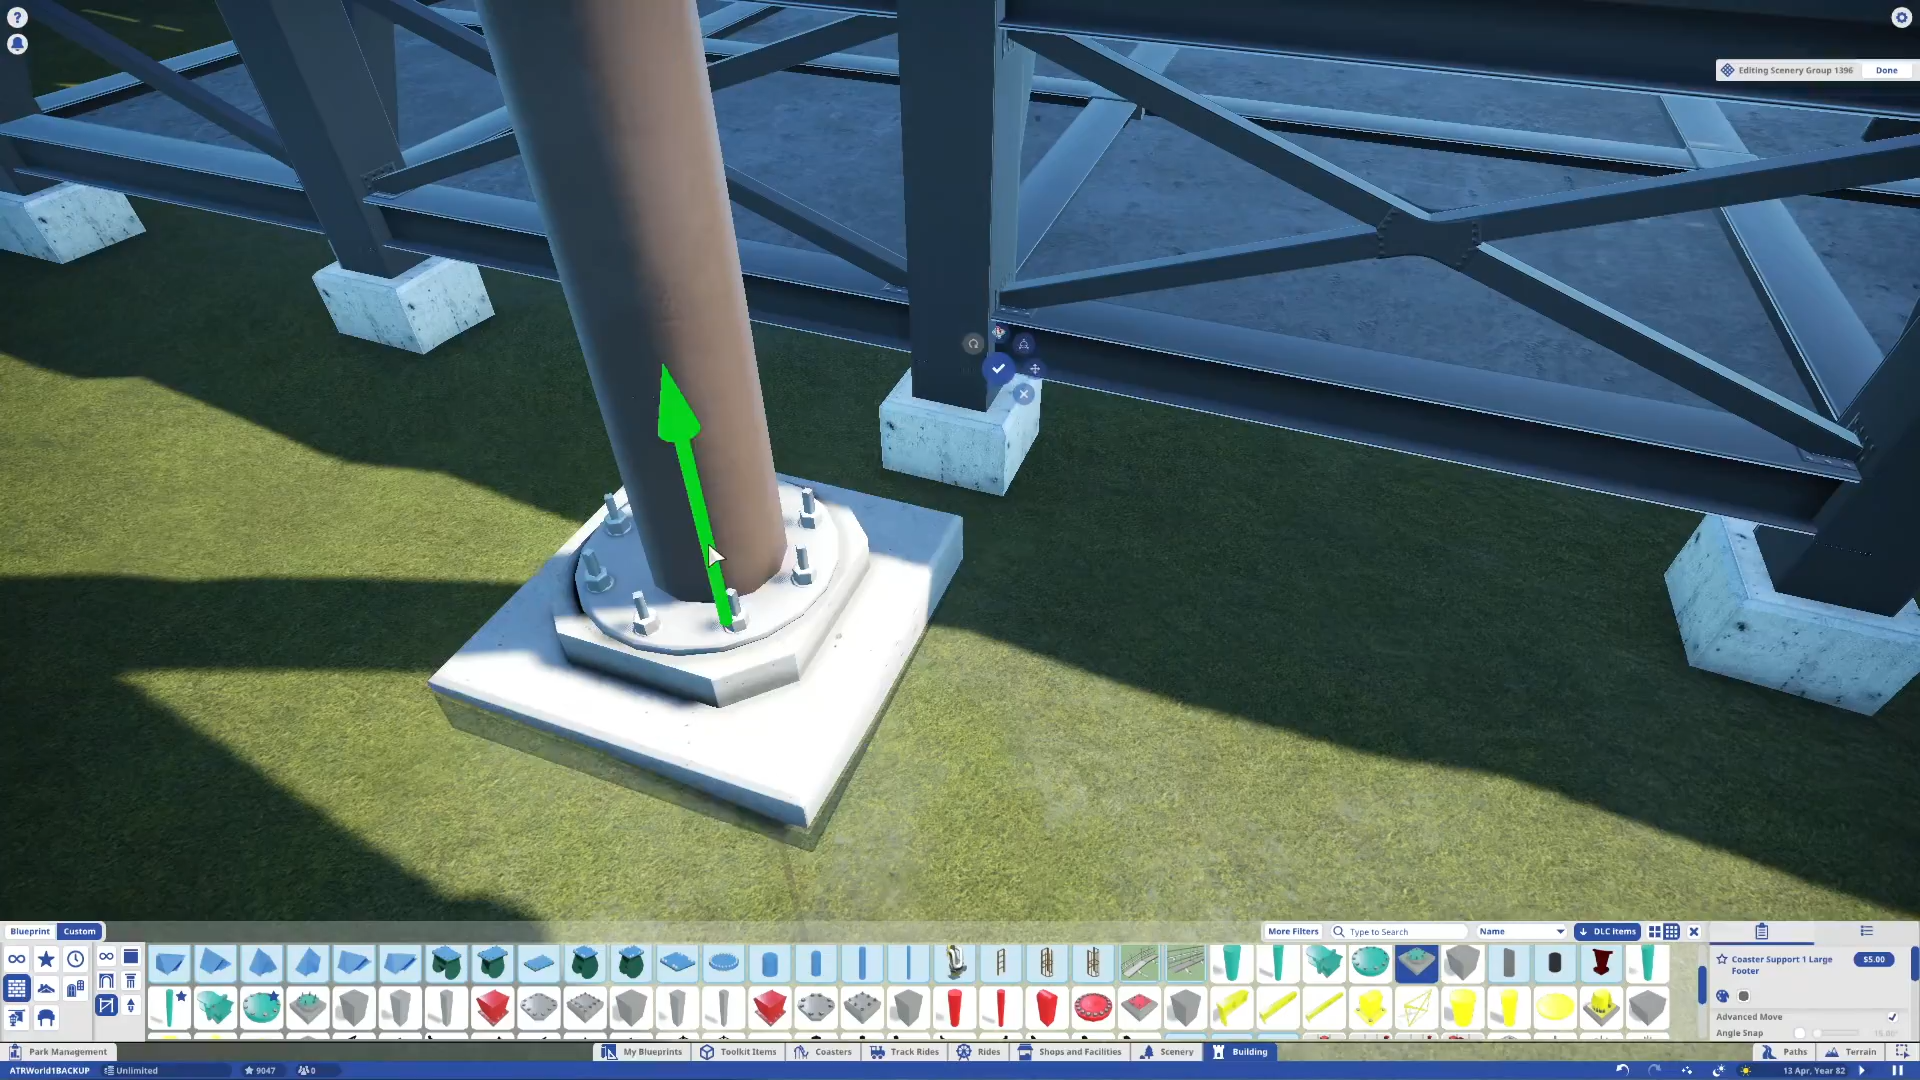 ?
Editing Scenery Group 1396
Done
Blueprint
Custom
More Filters
Type to Search
Name
DLC Items
Coaster Support 1 Large Footer
$5.00
Advanced Move
Angle Snap
15.00°
Park Management
My Blueprints
Toolkit Items
Coasters
Track Rides
Rides
Shops and Facilities
Scenery
Building
Paths
Terrain
ATRWorld1BACKUP
Unlimited
9047
0
13 Apr, Year 82